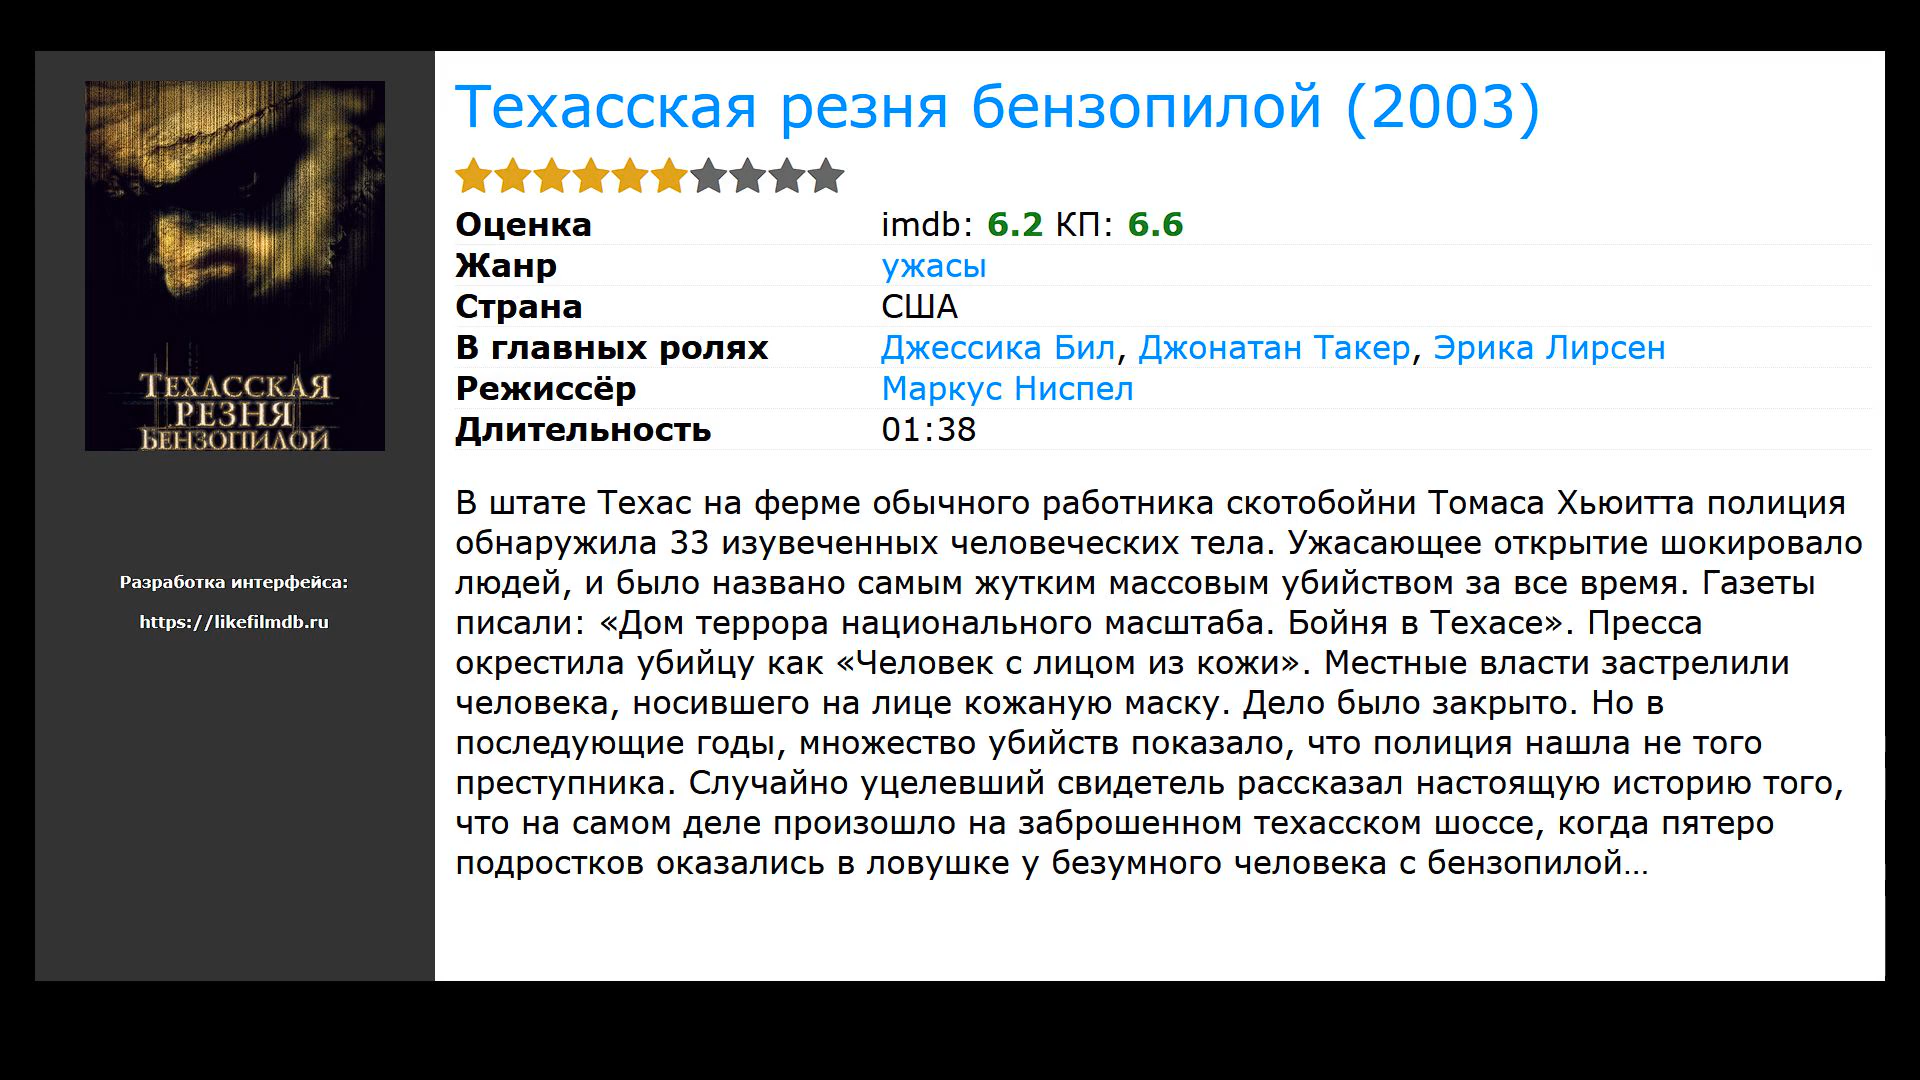 ТЕХАССКАЯ
РЕЗНЯ
БЕНЗОПИЛОЙ
Разработка интерфейса:
https://likefilmdb.ru
Техасская резня бензопилой (2003)
Оценка imdb: 6.2 КП: 6.6
Жанр ужасы
Страна США
В главных ролях Джессика Бил, Джонатан Такер, Эрика Лирсен
Режиссёр Маркус Ниспел
Длительность 01:38
В штате Техас на ферме обычного работника скотобойни Томаса Хьюитта полиция
обнаружила 33 изувеченных человеческих тела. Ужасающее открытие шокировало
людей, и было названо самым жутким массовым убийством за все время. Газеты
писали: «Дом террора национального масштаба. Бойня в Техасе». Пресса
окрестила убийцу как «Человек с лицом из кожи». Местные власти застрелили
человека, носившего на лице кожаную маску. Дело было закрыто. Но в
последующие годы, множество убийств показало, что полиция нашла не того
преступника. Случайно уцелевший свидетель рассказал настоящую историю того,
что на самом деле произошло на заброшенном техасском шоссе, когда пятеро
подростков оказались в ловушке у безумного человека с бензопилой…